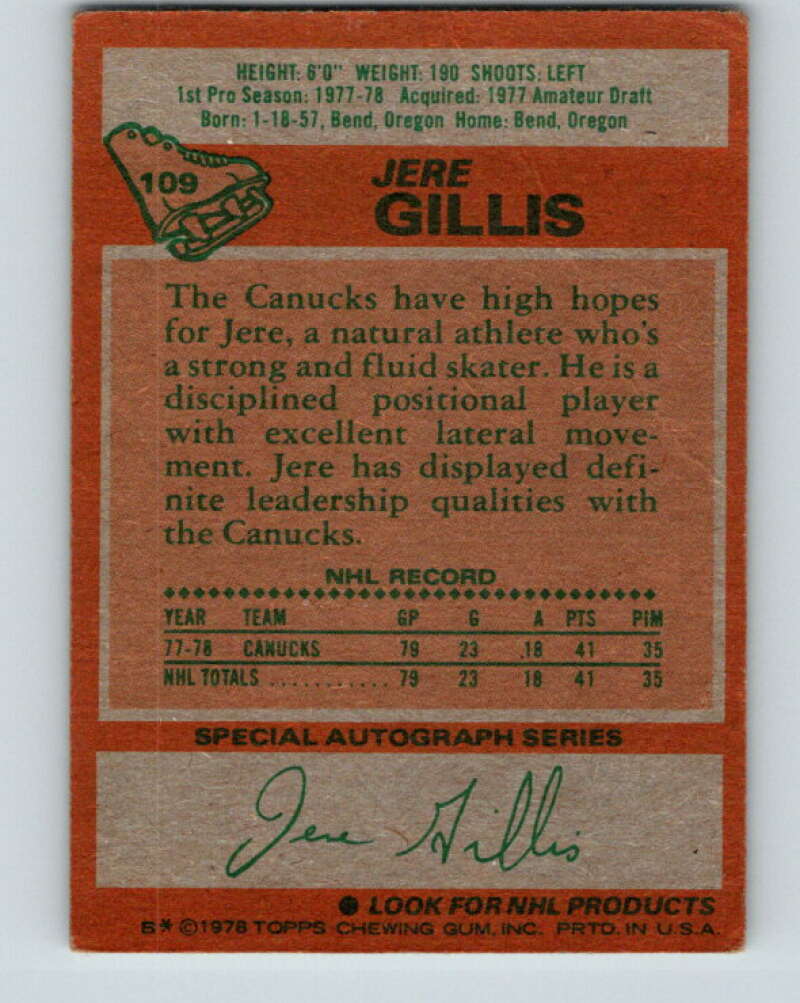 HEIGHT: 6'0" WEIGHT: 190 SHOOTS: LEFT
1st Pro Season: 1977-78 Acquired: 1977 Amateur Draft
Born: 1-18-57, Bend, Oregon Home: Bend, Oregon
109
JERE
GILLIS
The Canucks have high hopes
for Jere, a natural athlete who's
a strong and fluid skater. He is a
disciplined positional player
with excellent lateral move-
ment. Jere has displayed defi-
nite leadership qualities with
the Canucks.
NHL RECORD
YEAR TEAM GP G A PTS PIM
77-78 CANUCKS 79 23 18 41 35
NHL TOTALS ........... 79 23 18 41 35
SPECIAL AUTOGRAPH SERIES
Jere Gillis
LOOK FOR NHL PRODUCTS
B* ©1978 TOPPS CHEWING GUM, INC. PRTD. IN U.S.A.